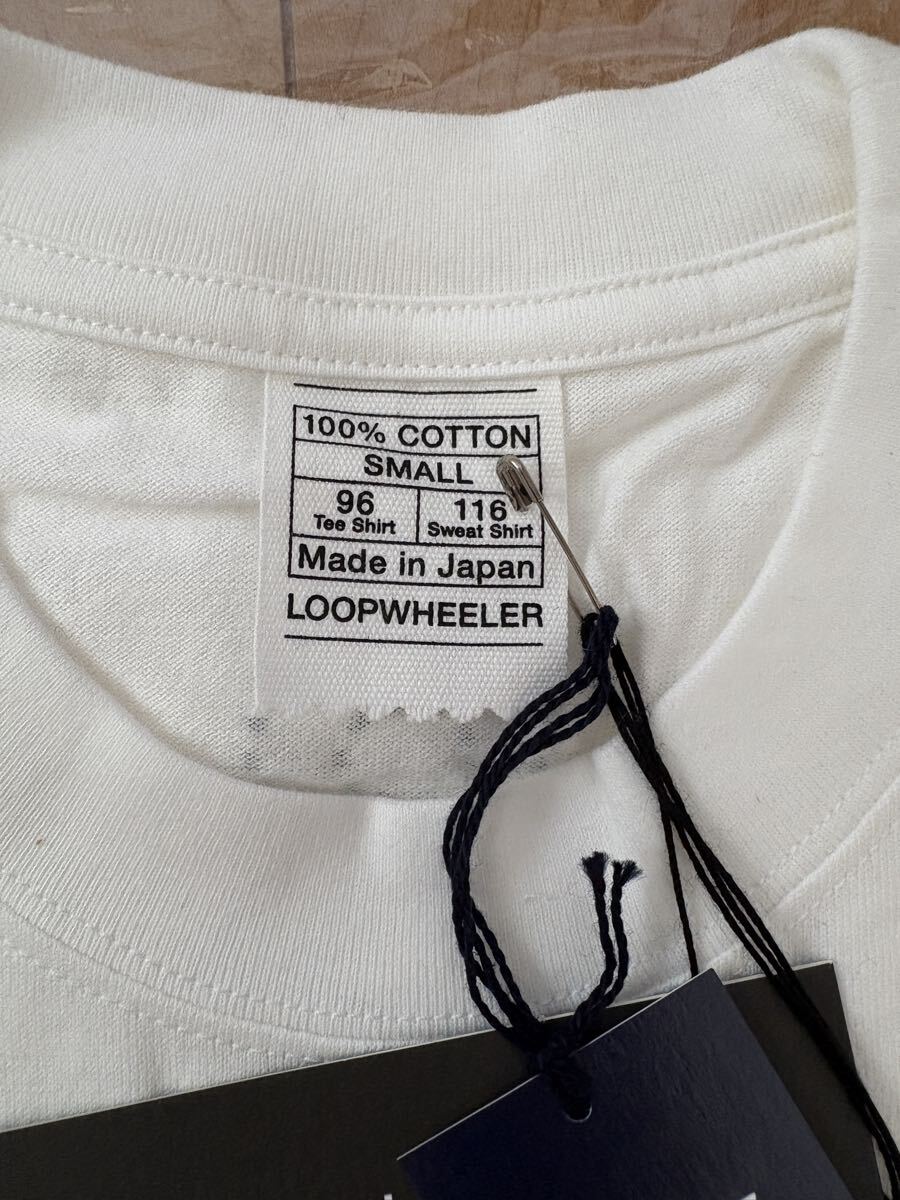 100% COTTON
SMALL
96 116
Tee Shirt Sweat Shirt
Made in Japan
LOOPWHEELER